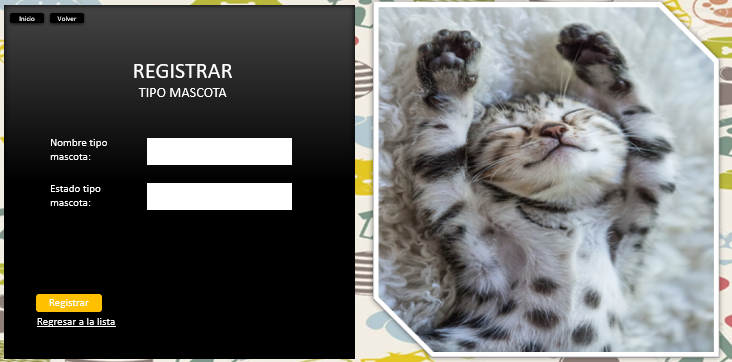 Inicio Volver
REGISTRAR
TIPO MASCOTA
Nombre tipo
mascota:
Estado tipo
mascota:
Registrar
Regresar a la lista